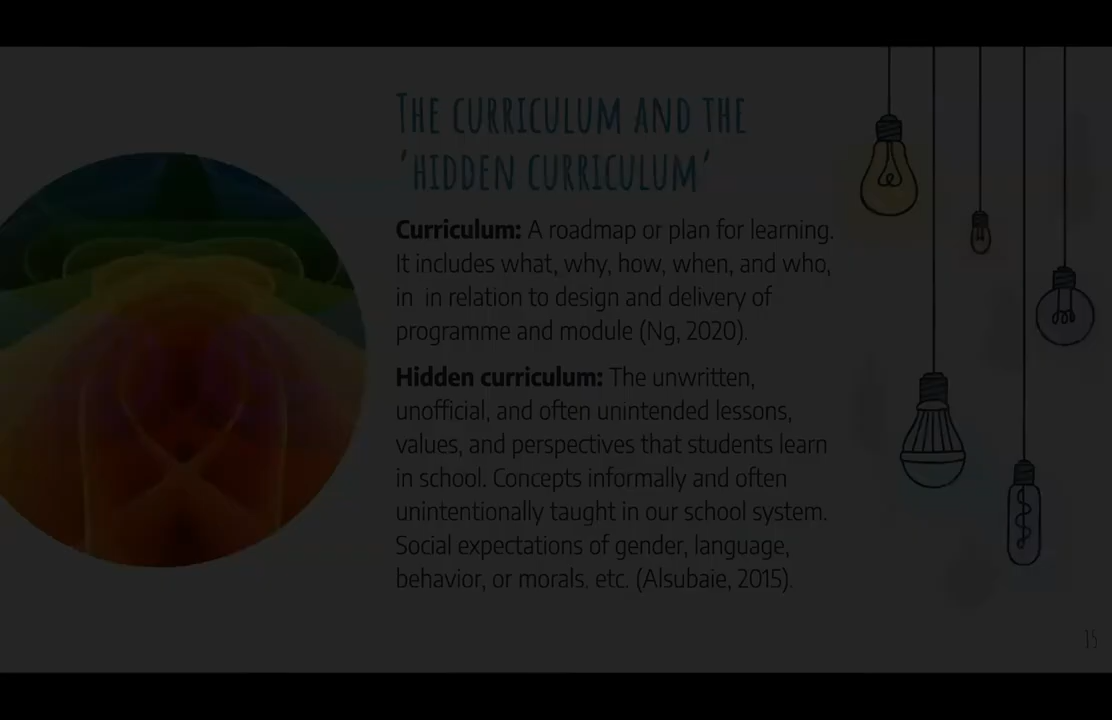 THE CURRICULUM AND THE
'HIDDEN CURRICULUM'
Curriculum: A roadmap or plan for learning.
It includes what, why, how, when, and who,
in in relation to design and delivery of
programme and module (Ng, 2020).
Hidden curriculum: The unwritten,
unofficial, and often unintended lessons,
values, and perspectives that students learn
in school. Concepts informally and often
unintentionally taught in our school system.
Social expectations of gender, language,
behavior, or morals. etc. (Alsubaie, 2015).
15